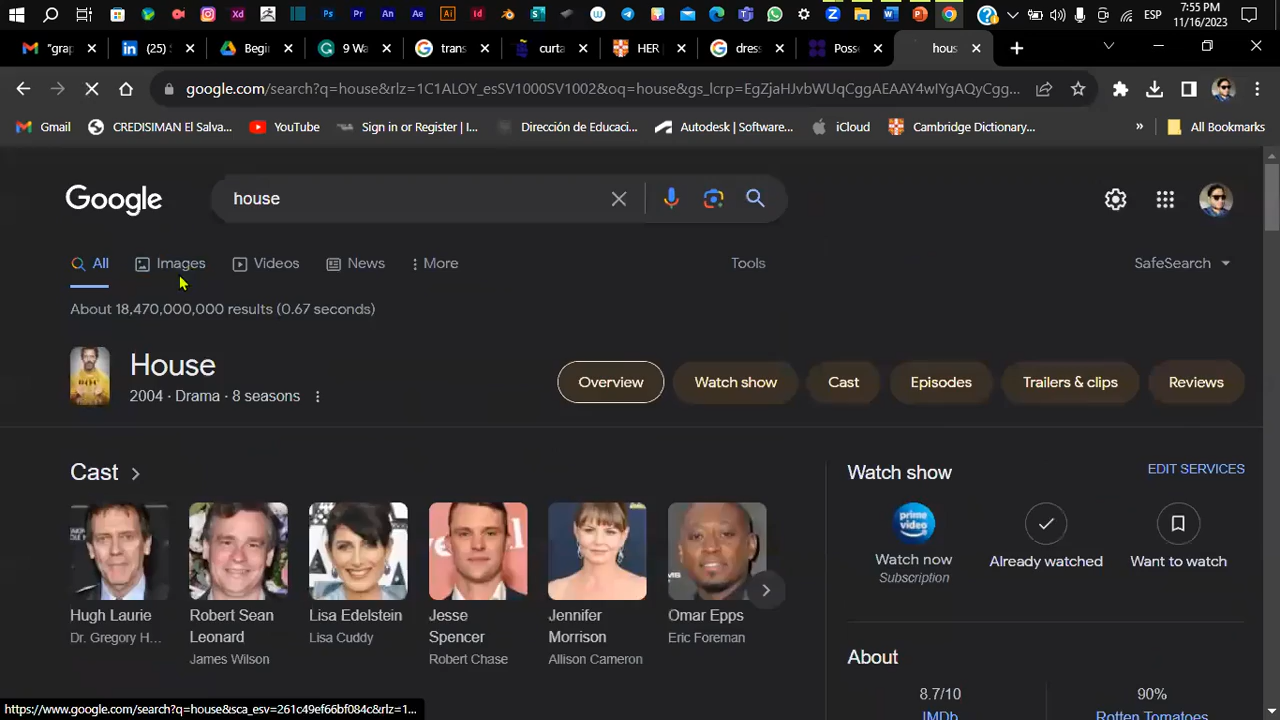 ESP
7:55 PM
11/16/2023
"grap
(25)
Begir
9 Wa
trans
curta
HER
dress
Poss
hous
google.com/search?q=house&rlz=1C1ALOY_esSV1000SV1002&oq=house&gs_lcrp=EgZjaHJvbWUqCggAEAAY4wIYgAQyCgg...
Gmail
CREDISIMAN El Salva...
YouTube
Sign in or Register | I...
Dirección de Educaci...
Autodesk | Software...
iCloud
Cambridge Dictionary...
»
All Bookmarks
Google
house
All
Images
Videos
News
More
Tools
SafeSearch
About 18,470,000,000 results (0.67 seconds)
House
2004 · Drama · 8 seasons
Overview
Watch show
Cast
Episodes
Trailers & clips
Reviews
Cast
Hugh Laurie
Dr. Gregory H...
Robert Sean
Leonard
James Wilson
Lisa Edelstein
Lisa Cuddy
Jesse
Spencer
Robert Chase
Jennifer
Morrison
Allison Cameron
Omar Epps
Eric Foreman
Watch show
EDIT SERVICES
prime
video
Watch now
Subscription
Already watched
Want to watch
About
8.7/10
IMDb
90%
Rotten Tomatoes
https://www.google.com/search?q=house&sca_esv=261c49ef66bf084c&rlz=1...